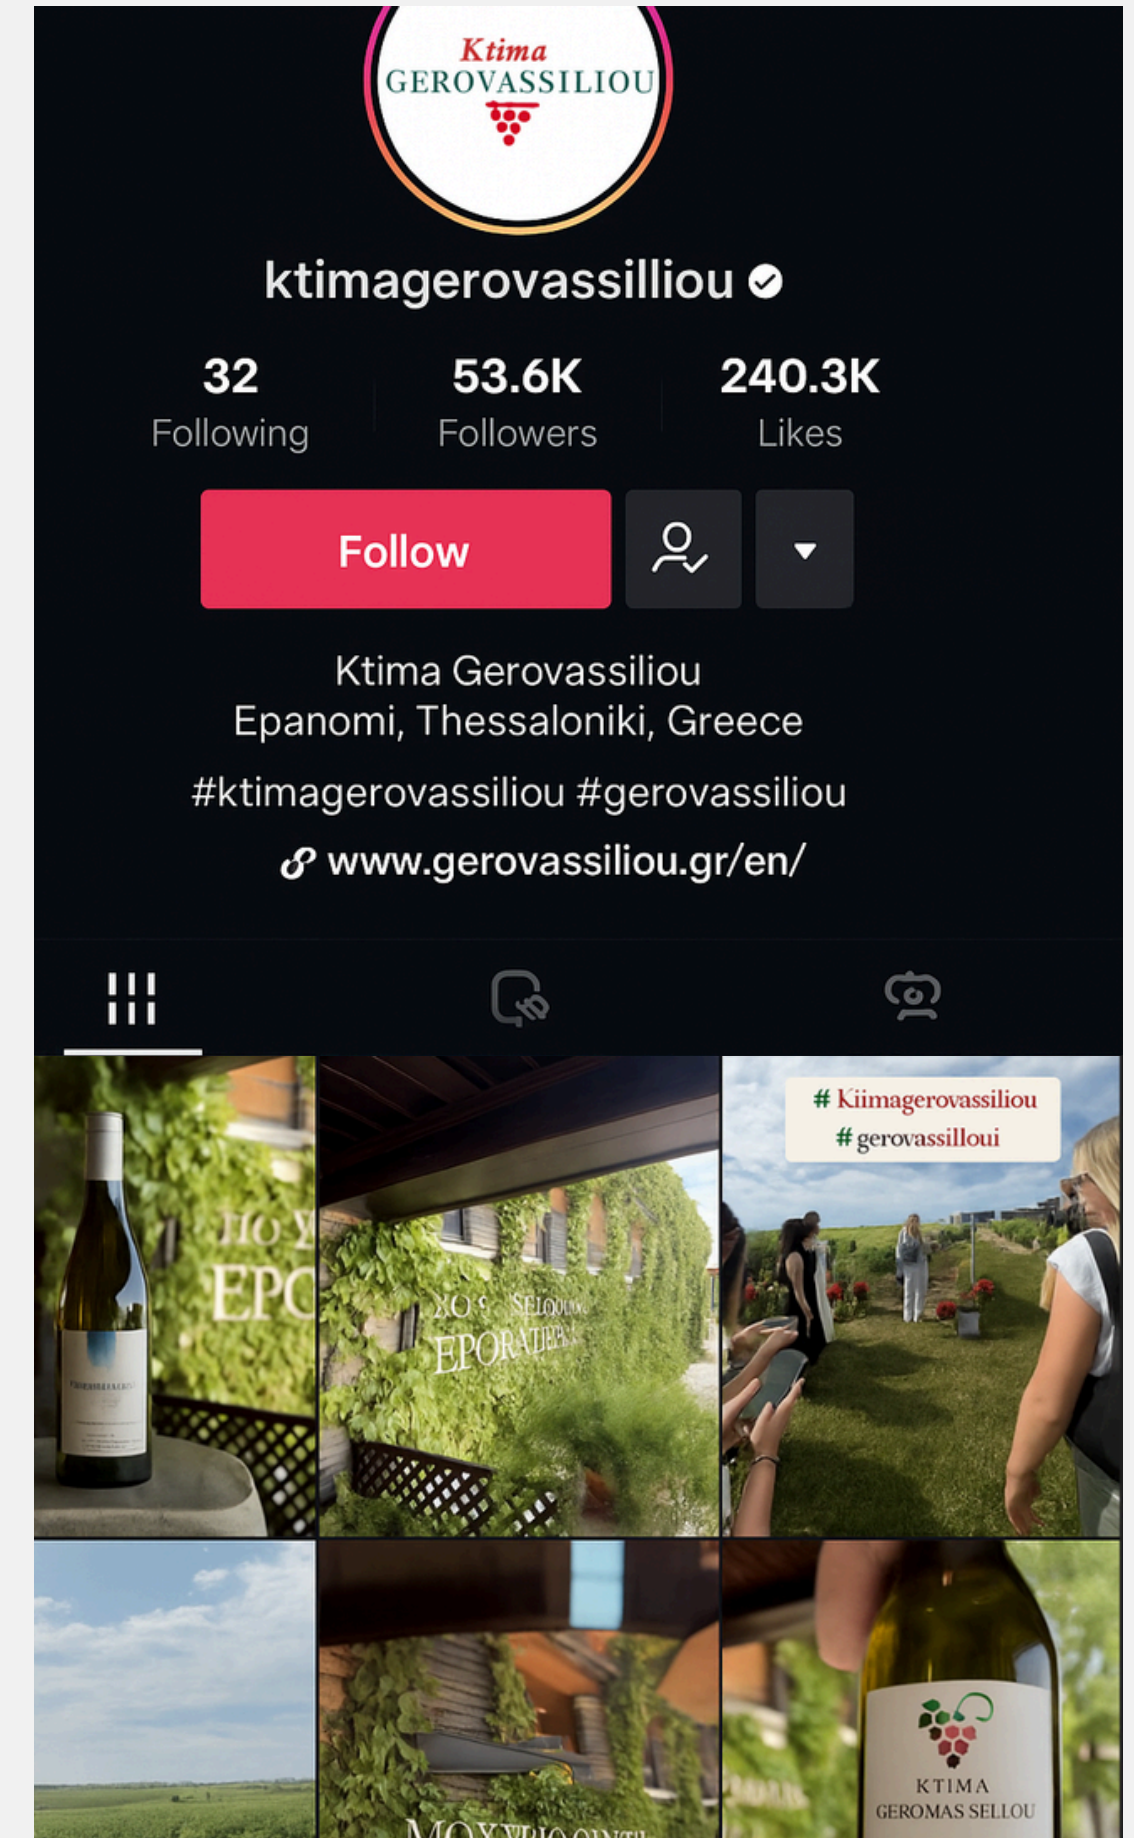 Ktima
GEROVASSILIOU
ktimagerovassilliou
32
Following
53.6K
Followers
240.3K
Likes
Follow
Ktima Gerovassiliou
Epanomi, Thessaloniki, Greece
#ktimagerovassiliou #gerovassiliou
www.gerovassiliou.gr/en/
EPO
# Kiimagerovassiliou
# gerovassilloui
KTIMA
GEROMAS SELLOU